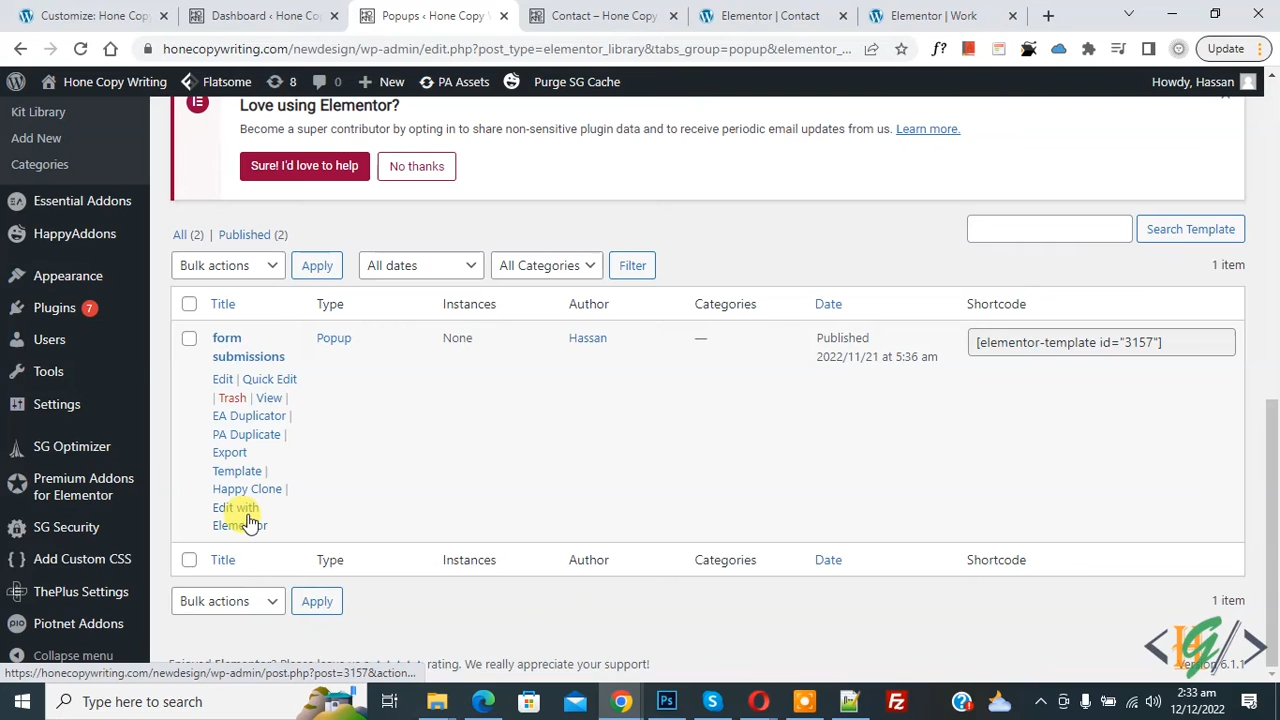 Customize: Hone Copy Writing
Dashboard ‹ Hone Co
Popups ‹ Hone Copy W
Contact – Hone Copy W
Elementor | Contact
Elementor | Work
honecopywriting.com/newdesign/wp-admin/edit.php?post_type=elementor_library&tabs_group=popup&elementor_...
f?
Update
Hone Copy Writing
Flatsome
8
0
New
PA Assets
Purge SG Cache
Howdy, Hassan
Kit Library
Add New
Categories
Essential Addons
HappyAddons
Appearance
Plugins 7
Users
Tools
Settings
SG Optimizer
Premium Addons
for Elementor
SG Security
Add Custom CSS
ThePlus Settings
Piotnet Addons
Collapse menu
Love using Elementor?
Become a super contributor by opting in to share non-sensitive plugin data and to receive periodic email updates from us. Learn more.
Sure! I'd love to help
No thanks
All (2) | Published (2)
Search Template
Bulk actions
Apply
All dates
All Categories
Filter
1 item
Title
Type
Instances
Author
Categories
Date
Shortcode
form
submissions
Popup
None
Hassan
—
Published
2022/11/21 at 5:36 am
[elementor-template id="3157"]
Edit | Quick Edit
| Trash | View |
EA Duplicator |
PA Duplicate |
Export
Template |
Happy Clone |
Edit with
Elementor
Title
Type
Instances
Author
Categories
Date
Shortcode
Bulk actions
Apply
1 item
rating. We really appreciate your support!
Version 6.1.1
https://honecopywriting.com/newdesign/wp-admin/post.php?post=3157&action...
Type here to search
2:33 am
12/12/2022